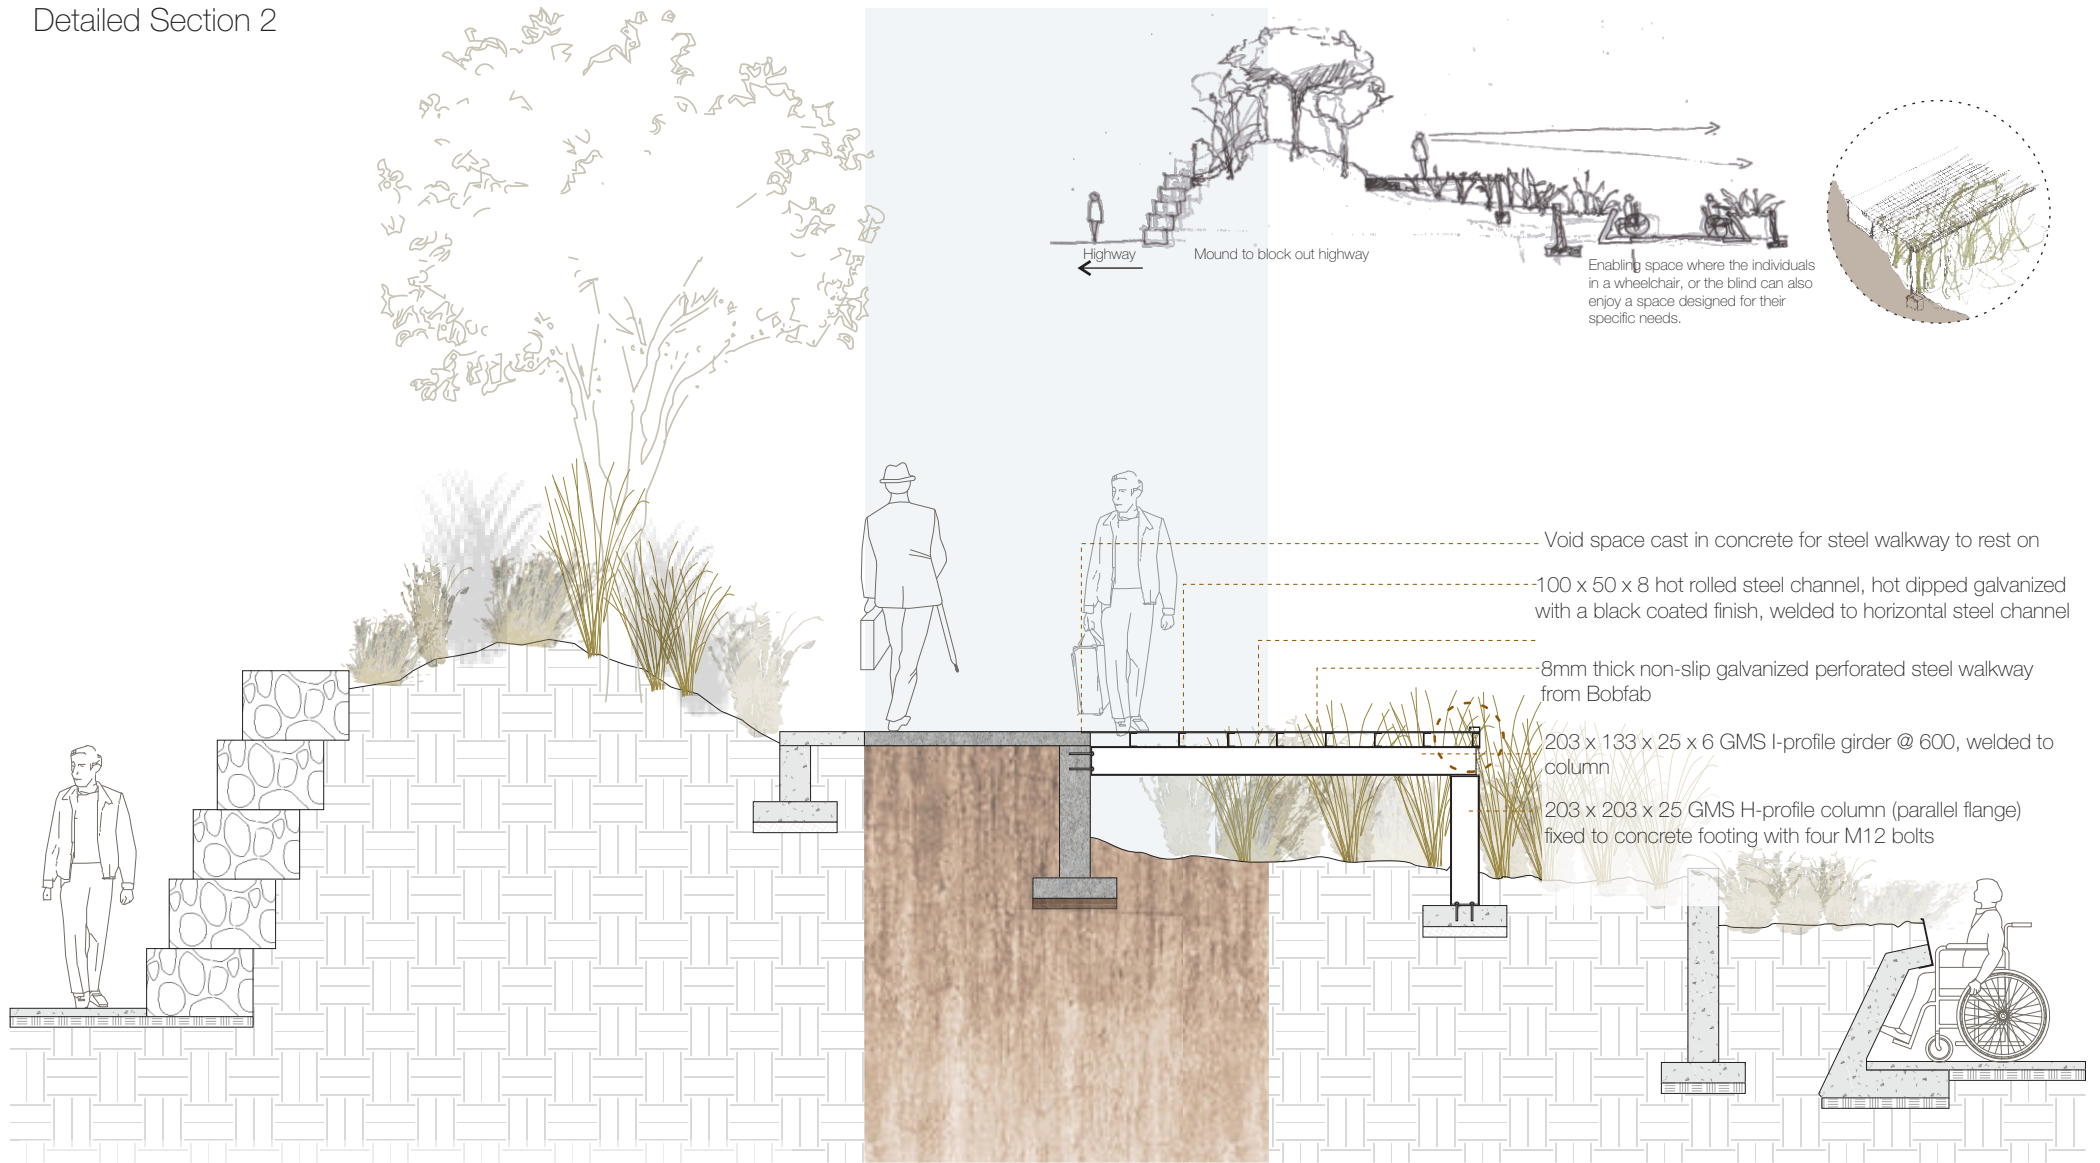 Detailed Section 2
Highway
Mound to block out highway
Enabling space where the individuals
in a wheelchair, or the blind can also
enjoy a space designed for their
specific needs.
Void space cast in concrete for steel walkway to rest on
100 x 50 x 8 hot rolled steel channel, hot dipped galvanized
with a black coated finish, welded to horizontal steel channel
8mm thick non-slip galvanized perforated steel walkway
from Bobfab
203 x 133 x 25 x 6 GMS I-profile girder @ 600, welded to
column
203 x 203 x 25 GMS H-profile column (parallel flange)
fixed to concrete footing with four M12 bolts